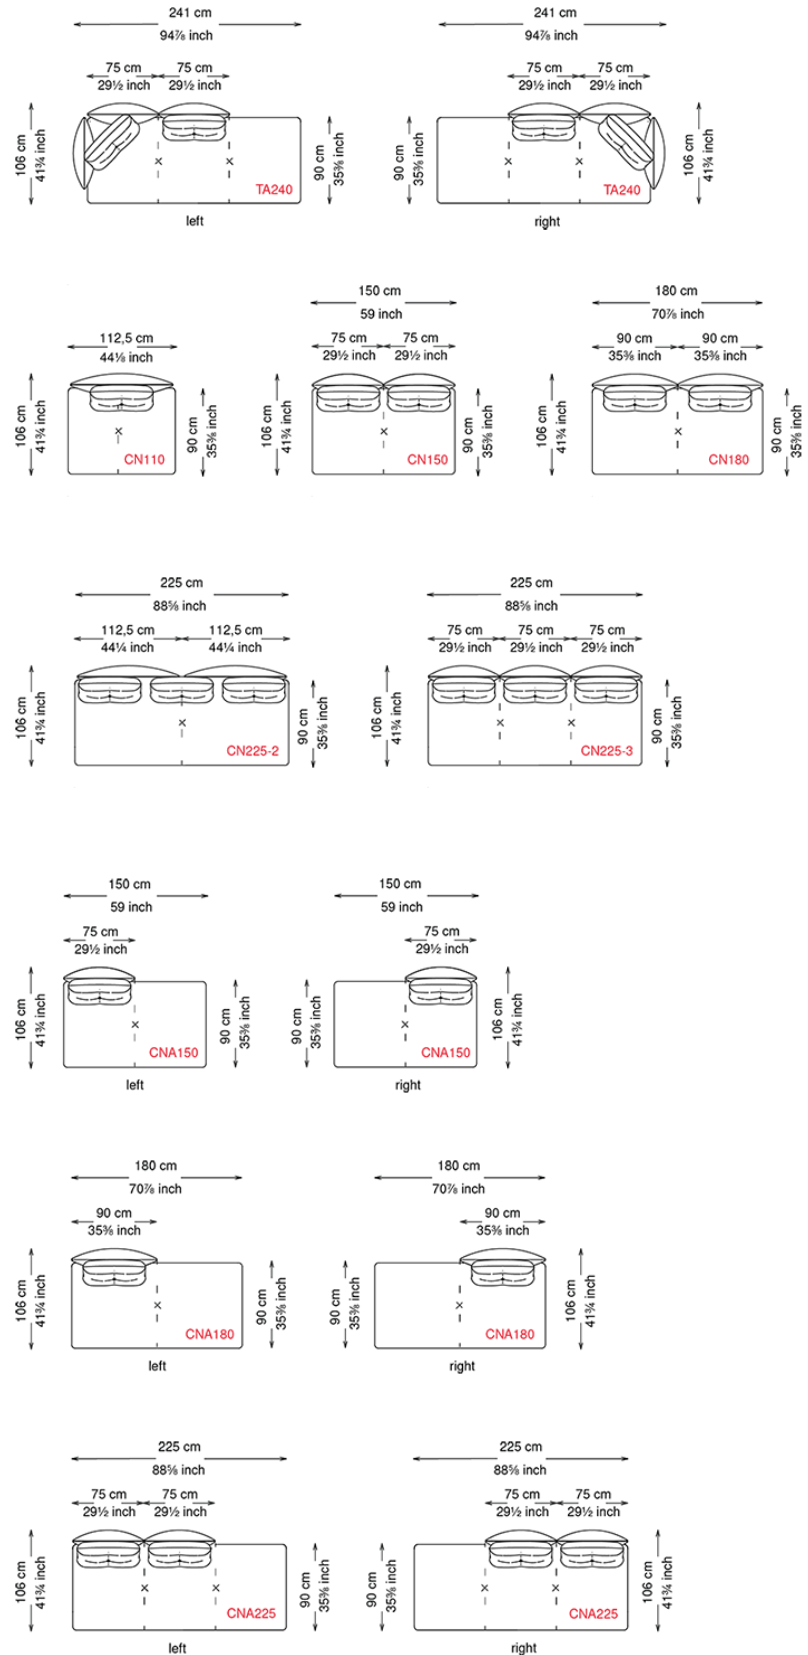 241 cm
94⅞ inch
75 cm 75 cm
29½ inch 29½ inch
106 cm
41¾ inch
90 cm
35⅜ inch
TA240
left
241 cm
94⅞ inch
75 cm 75 cm
29½ inch 29½ inch
90 cm
35⅜ inch
106 cm
41¾ inch
TA240
right
112,5 cm
44⅛ inch
106 cm
41¾ inch
90 cm
35⅜ inch
CN110
150 cm
59 inch
75 cm 75 cm
29½ inch 29½ inch
106 cm
41¾ inch
90 cm
35⅜ inch
CN150
180 cm
70⅞ inch
90 cm 90 cm
35⅜ inch 35⅜ inch
106 cm
41¾ inch
90 cm
35⅜ inch
CN180
225 cm
88⅝ inch
112,5 cm 112,5 cm
44¼ inch 44¼ inch
106 cm
41¾ inch
90 cm
35⅜ inch
CN225-2
225 cm
88⅝ inch
75 cm 75 cm 75 cm
29½ inch 29½ inch 29½ inch
106 cm
41¾ inch
90 cm
35⅜ inch
CN225-3
150 cm
59 inch
75 cm
29½ inch
106 cm
41¾ inch
90 cm
35⅜ inch
CNA150
left
150 cm
59 inch
75 cm
29½ inch
90 cm
35⅜ inch
106 cm
41¾ inch
CNA150
right
180 cm
70⅞ inch
90 cm
35⅜ inch
106 cm
41¾ inch
90 cm
35⅜ inch
CNA180
left
180 cm
70⅞ inch
90 cm
35⅜ inch
90 cm
35⅜ inch
106 cm
41¾ inch
CNA180
right
225 cm
88⅝ inch
75 cm 75 cm
29½ inch 29½ inch
106 cm
41¾ inch
90 cm
35⅜ inch
CNA225
left
225 cm
88⅝ inch
75 cm 75 cm
29½ inch 29½ inch
90 cm
35⅜ inch
106 cm
41¾ inch
CNA225
right